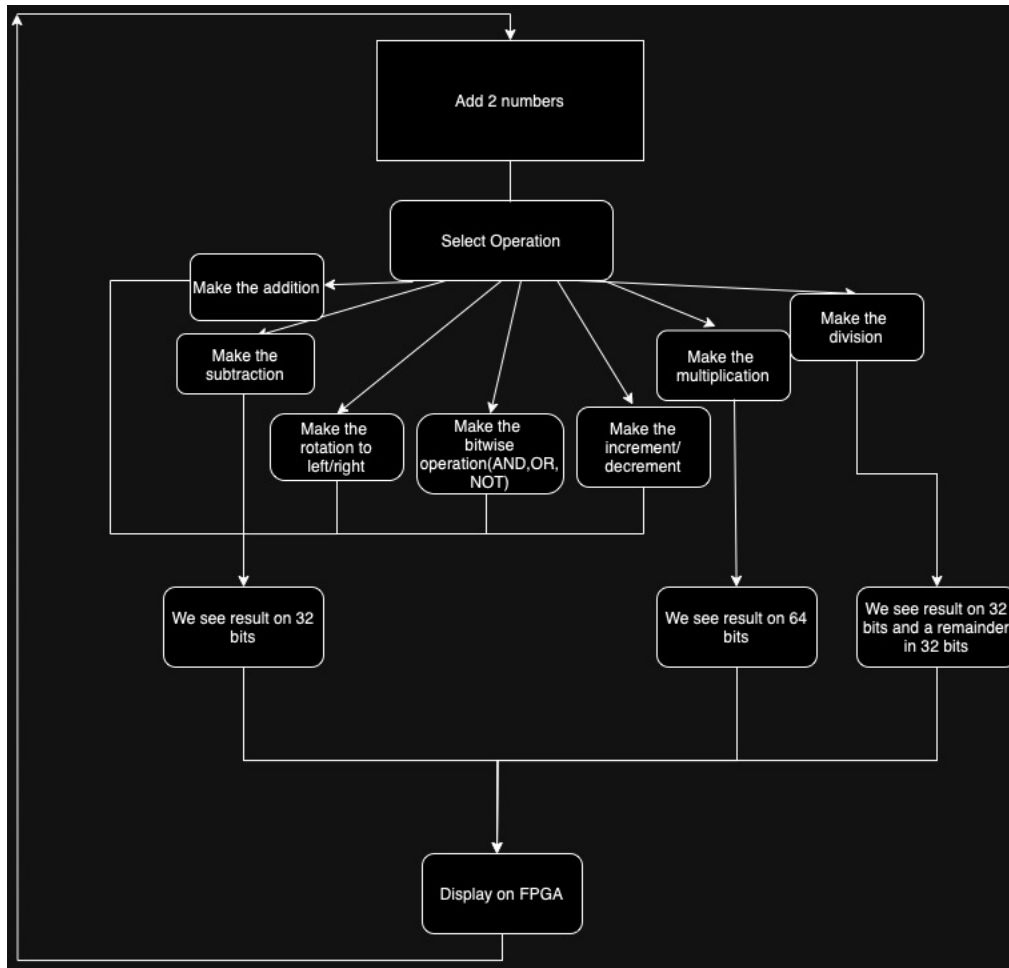 Add 2 numbers
Select Operation
Make the addition
Make the
subtraction
Make the
rotation to
left/right
Make the
bitwise
operation(AND,OR,
NOT)
Make the
increment/
decrement
Make the
multiplication
Make the
division
We see result on 32
bits
We see result on 64
bits
We see result on 32
bits and a remainder
in 32 bits
Display on FPGA